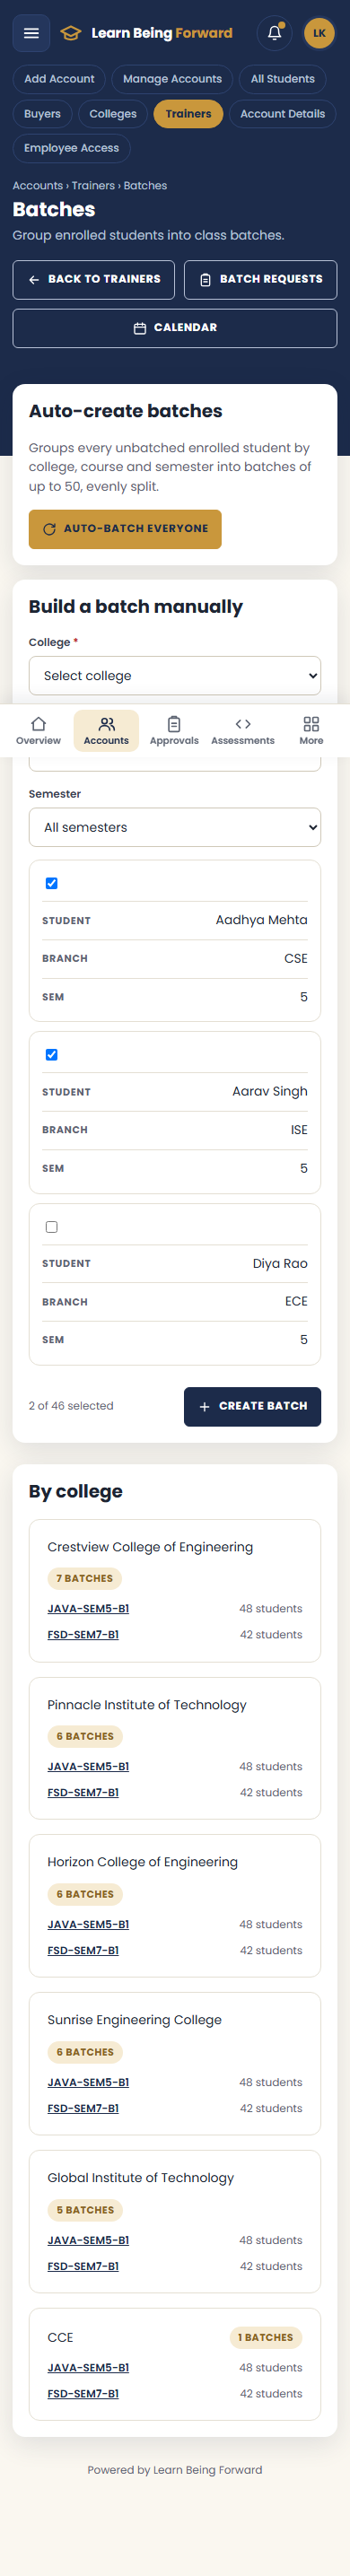 Learn Being Forward
LK
Add Account
Manage Accounts
All Students
Buyers
Colleges
Trainers
Account Details
Employee Access
Accounts › Trainers › Batches
Batches
Group enrolled students into class batches.
BACK TO TRAINERS
BATCH REQUESTS
CALENDAR
Auto-create batches
Groups every unbatched enrolled student by
college, course and semester into batches of
up to 50, evenly split.
AUTO-BATCH EVERYONE
Build a batch manually
College *
Select college
Overview
Accounts
Approvals
Assessments
More
Semester
All semesters
STUDENT Aadhya Mehta
BRANCH CSE
SEM 5
STUDENT Aarav Singh
BRANCH ISE
SEM 5
STUDENT Diya Rao
BRANCH ECE
SEM 5
2 of 46 selected
CREATE BATCH
By college
Crestview College of Engineering
7 BATCHES
JAVA-SEM5-B1 48 students
FSD-SEM7-B1 42 students
Pinnacle Institute of Technology
6 BATCHES
JAVA-SEM5-B1 48 students
FSD-SEM7-B1 42 students
Horizon College of Engineering
6 BATCHES
JAVA-SEM5-B1 48 students
FSD-SEM7-B1 42 students
Sunrise Engineering College
6 BATCHES
JAVA-SEM5-B1 48 students
FSD-SEM7-B1 42 students
Global Institute of Technology
5 BATCHES
JAVA-SEM5-B1 48 students
FSD-SEM7-B1 42 students
CCE 1 BATCHES
JAVA-SEM5-B1 48 students
FSD-SEM7-B1 42 students
Powered by Learn Being Forward